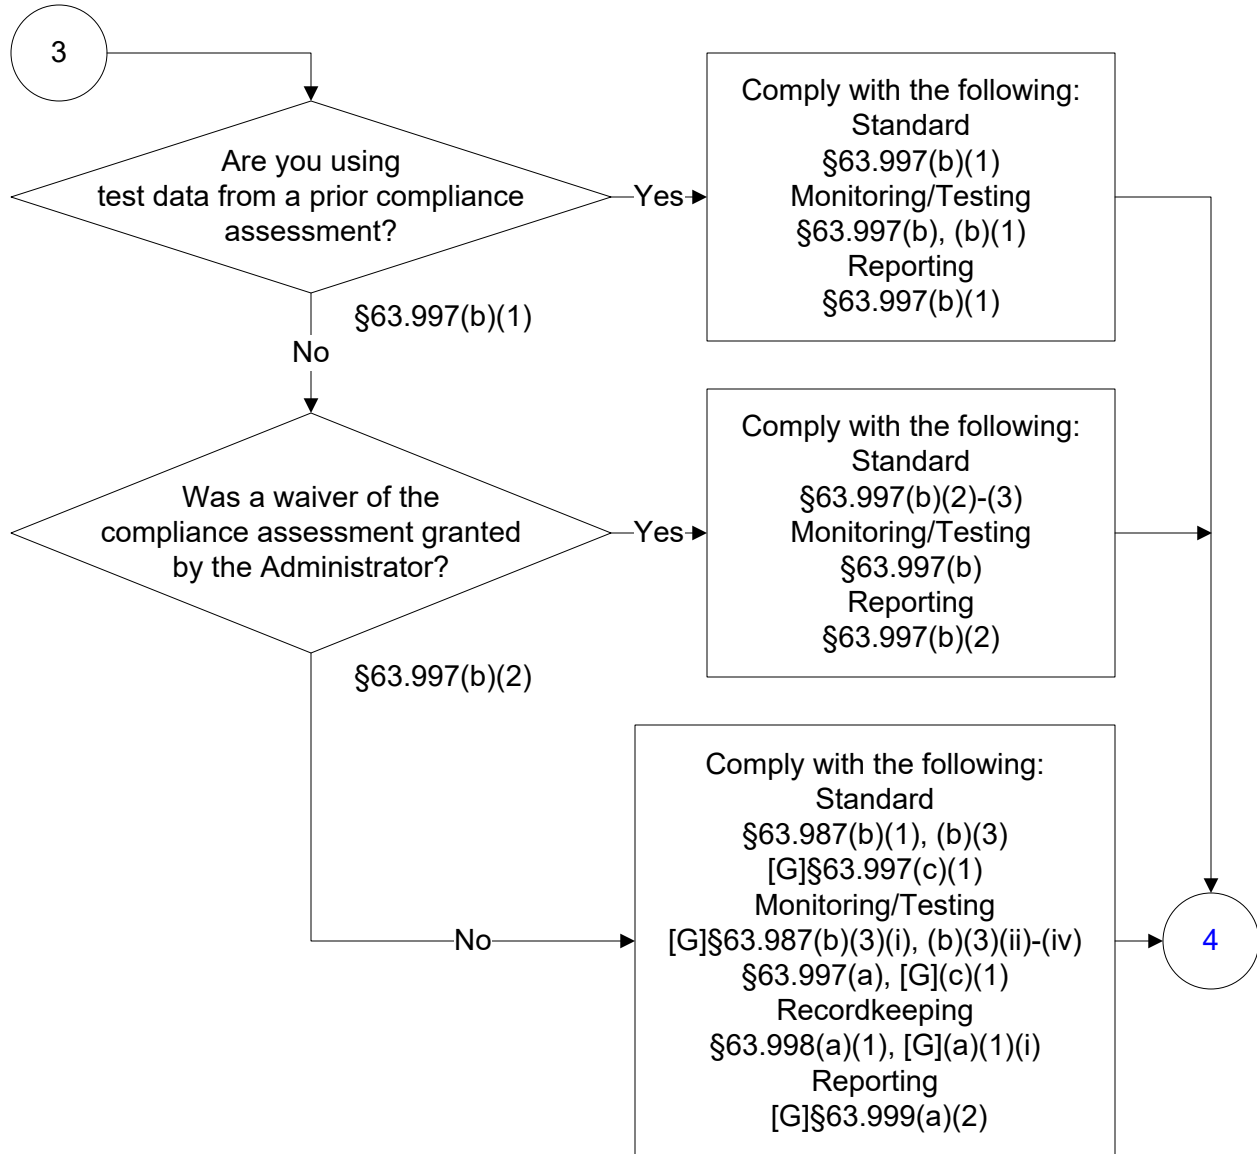 3
Are you using
test data from a prior compliance
assessment?
Yes
Comply with the following:
Standard
§63.997(b)(1)
Monitoring/Testing
§63.997(b), (b)(1)
Reporting
§63.997(b)(1)
§63.997(b)(1)
No
Was a waiver of the
compliance assessment granted
by the Administrator?
Yes
Comply with the following:
Standard
§63.997(b)(2)-(3)
Monitoring/Testing
§63.997(b)
Reporting
§63.997(b)(2)
§63.997(b)(2)
No
Comply with the following:
Standard
§63.987(b)(1), (b)(3)
[G]§63.997(c)(1)
Monitoring/Testing
[G]§63.987(b)(3)(i), (b)(3)(ii)-(iv)
§63.997(a), [G](c)(1)
Recordkeeping
§63.998(a)(1), [G](a)(1)(i)
Reporting
[G]§63.999(a)(2)
4